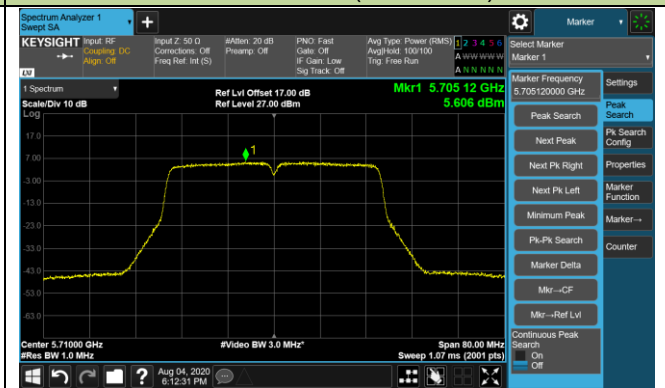 Spectrum Analyzer 1
Swept SA
Marker
KEYSIGHT
Input: RF
Coupling: DC
Align: Off
Input Z: 50 Ω
Corrections: Off
Freq Ref: Int (S)
#Atten: 20 dB
Preamp: Off
PNO: Fast
Gate: Off
IF Gain: Low
Sig Track: Off
Avg Type: Power (RMS)
Avg|Hold: 100/100
Trig: Free Run
1 2 3 4 5 6
A W W W W W
A N N N N N
LXI
1 Spectrum
Scale/Div 10 dB
Log
Ref Lvl Offset 17.00 dB
Ref Level 27.00 dBm
Mkr1 5.705 12 GHz
5.606 dBm
17.0
7.00
-3.00
-13.0
-23.0
-33.0
-43.0
-53.0
-63.0
1
Center 5.71000 GHz
#Res BW 1.0 MHz
#Video BW 3.0 MHz*
Span 80.00 MHz
Sweep 1.07 ms (2001 pts)
Select Marker
Marker 1
Marker Frequency
5.705120000 GHz
Peak Search
Next Peak
Next Pk Right
Next Pk Left
Minimum Peak
Pk-Pk Search
Marker Delta
Mkr→CF
Mkr→Ref Lvl
Continuous Peak
Search
On
Off
Settings
Peak
Search
Pk Search
Config
Properties
Marker
Function
Marker→
Counter
?
Aug 04, 2020
6:12:31 PM